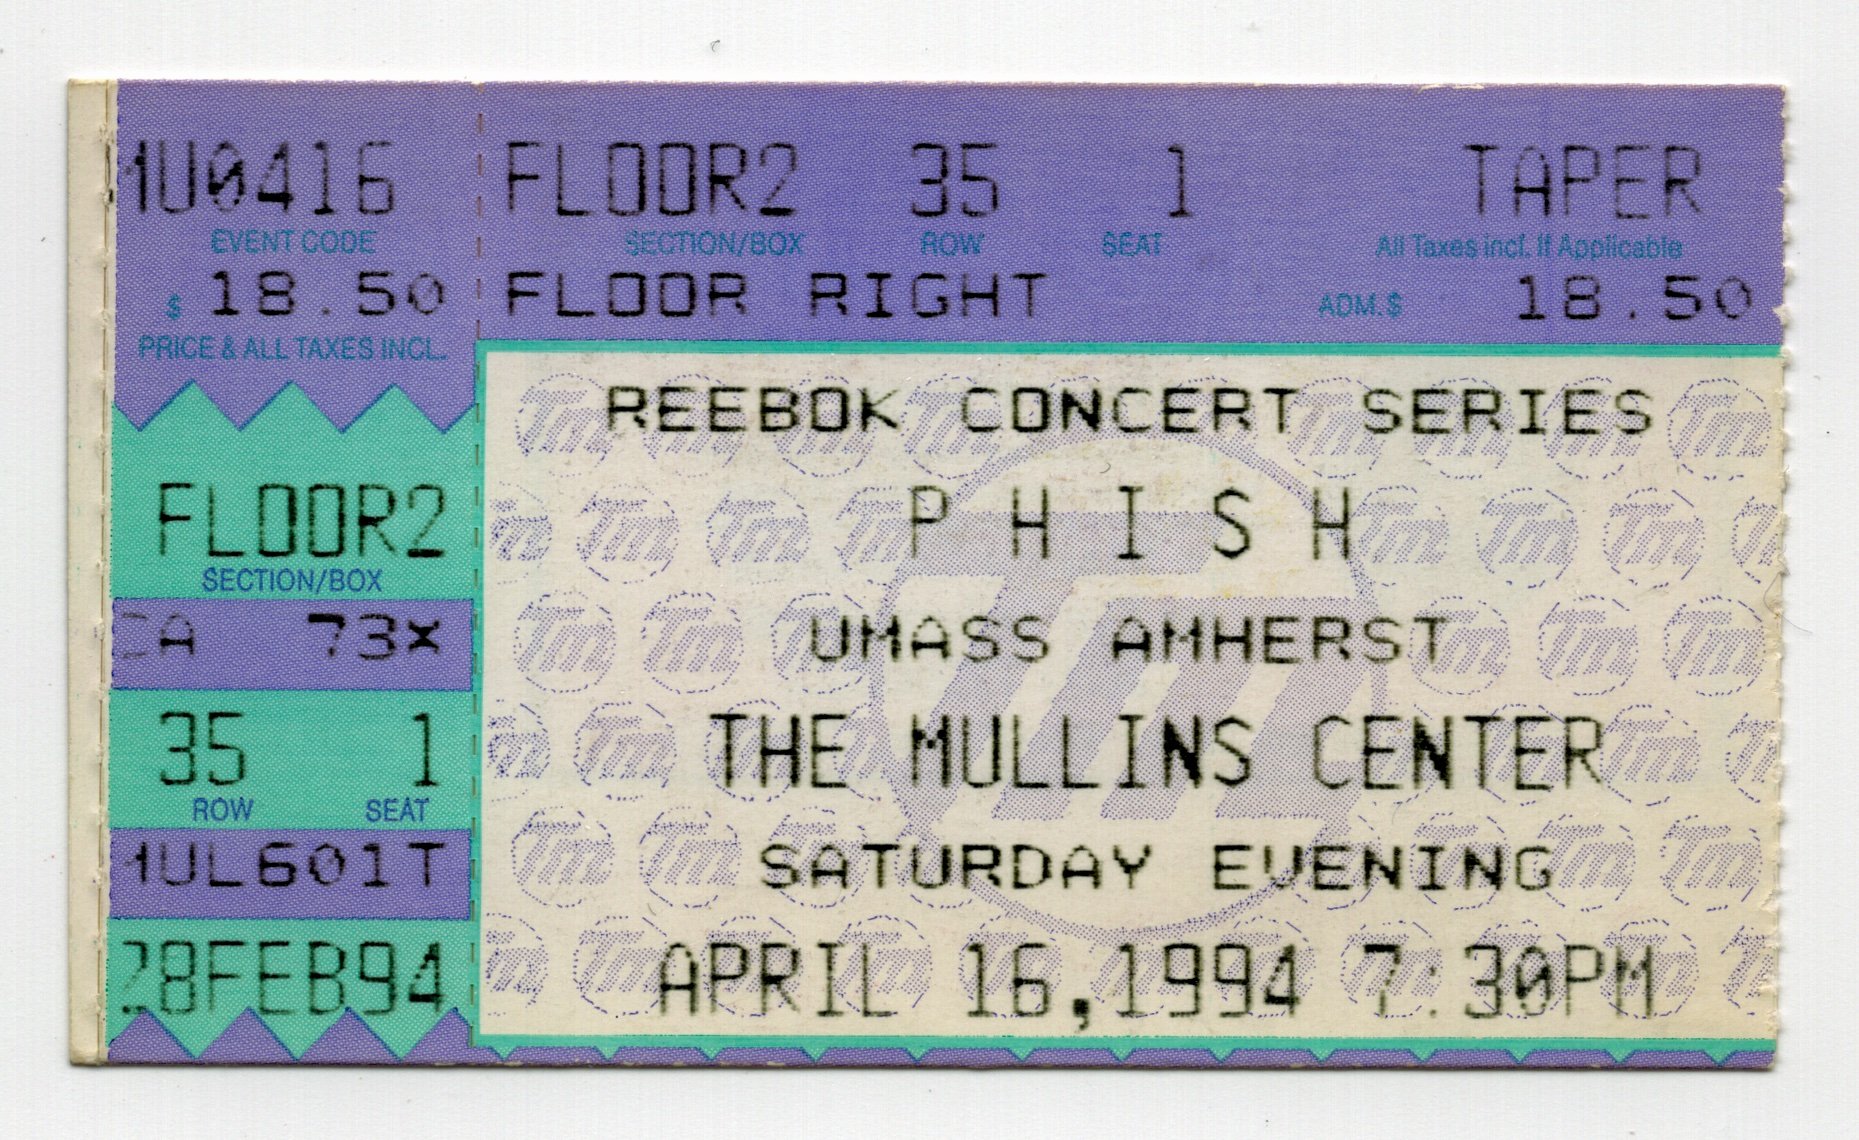 MU0416 FLOOR2 35 1 TAPER
EVENT CODE SECTION/BOX ROW SEAT All Taxes incl. If Applicable
$ 18.50 FLOOR RIGHT ADM.$ 18.50
PRICE & ALL TAXES INCL.
REEBOK CONCERT SERIES
PHISH
UMASS AMHERST
THE MULLINS CENTER
SATURDAY EVENING
APRIL 16,1994 7:30PM
FLOOR2
SECTION/BOX
CA 73X
35 1
ROW SEAT
MUL601T
28FEB94